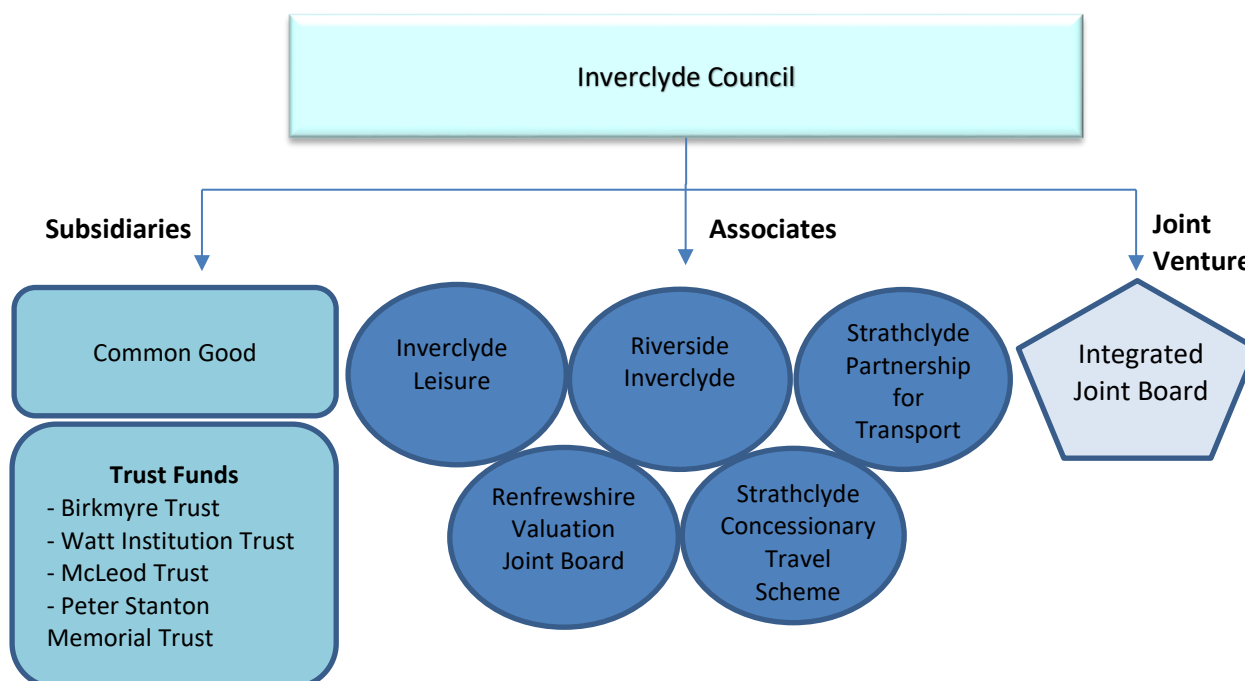 Inverclyde Council
Subsidiaries
Associates
Joint
Venture
Common Good
Inverclyde
Leisure
Riverside
Inverclyde
Strathclyde
Partnership
for
Transport
Integrated
Joint Board
Trust Funds
- Birkmyre Trust
- Watt Institution Trust
- McLeod Trust
- Peter Stanton
Memorial Trust
Renfrewshire
Valuation
Joint Board
Strathclyde
Concessionary
Travel
Scheme